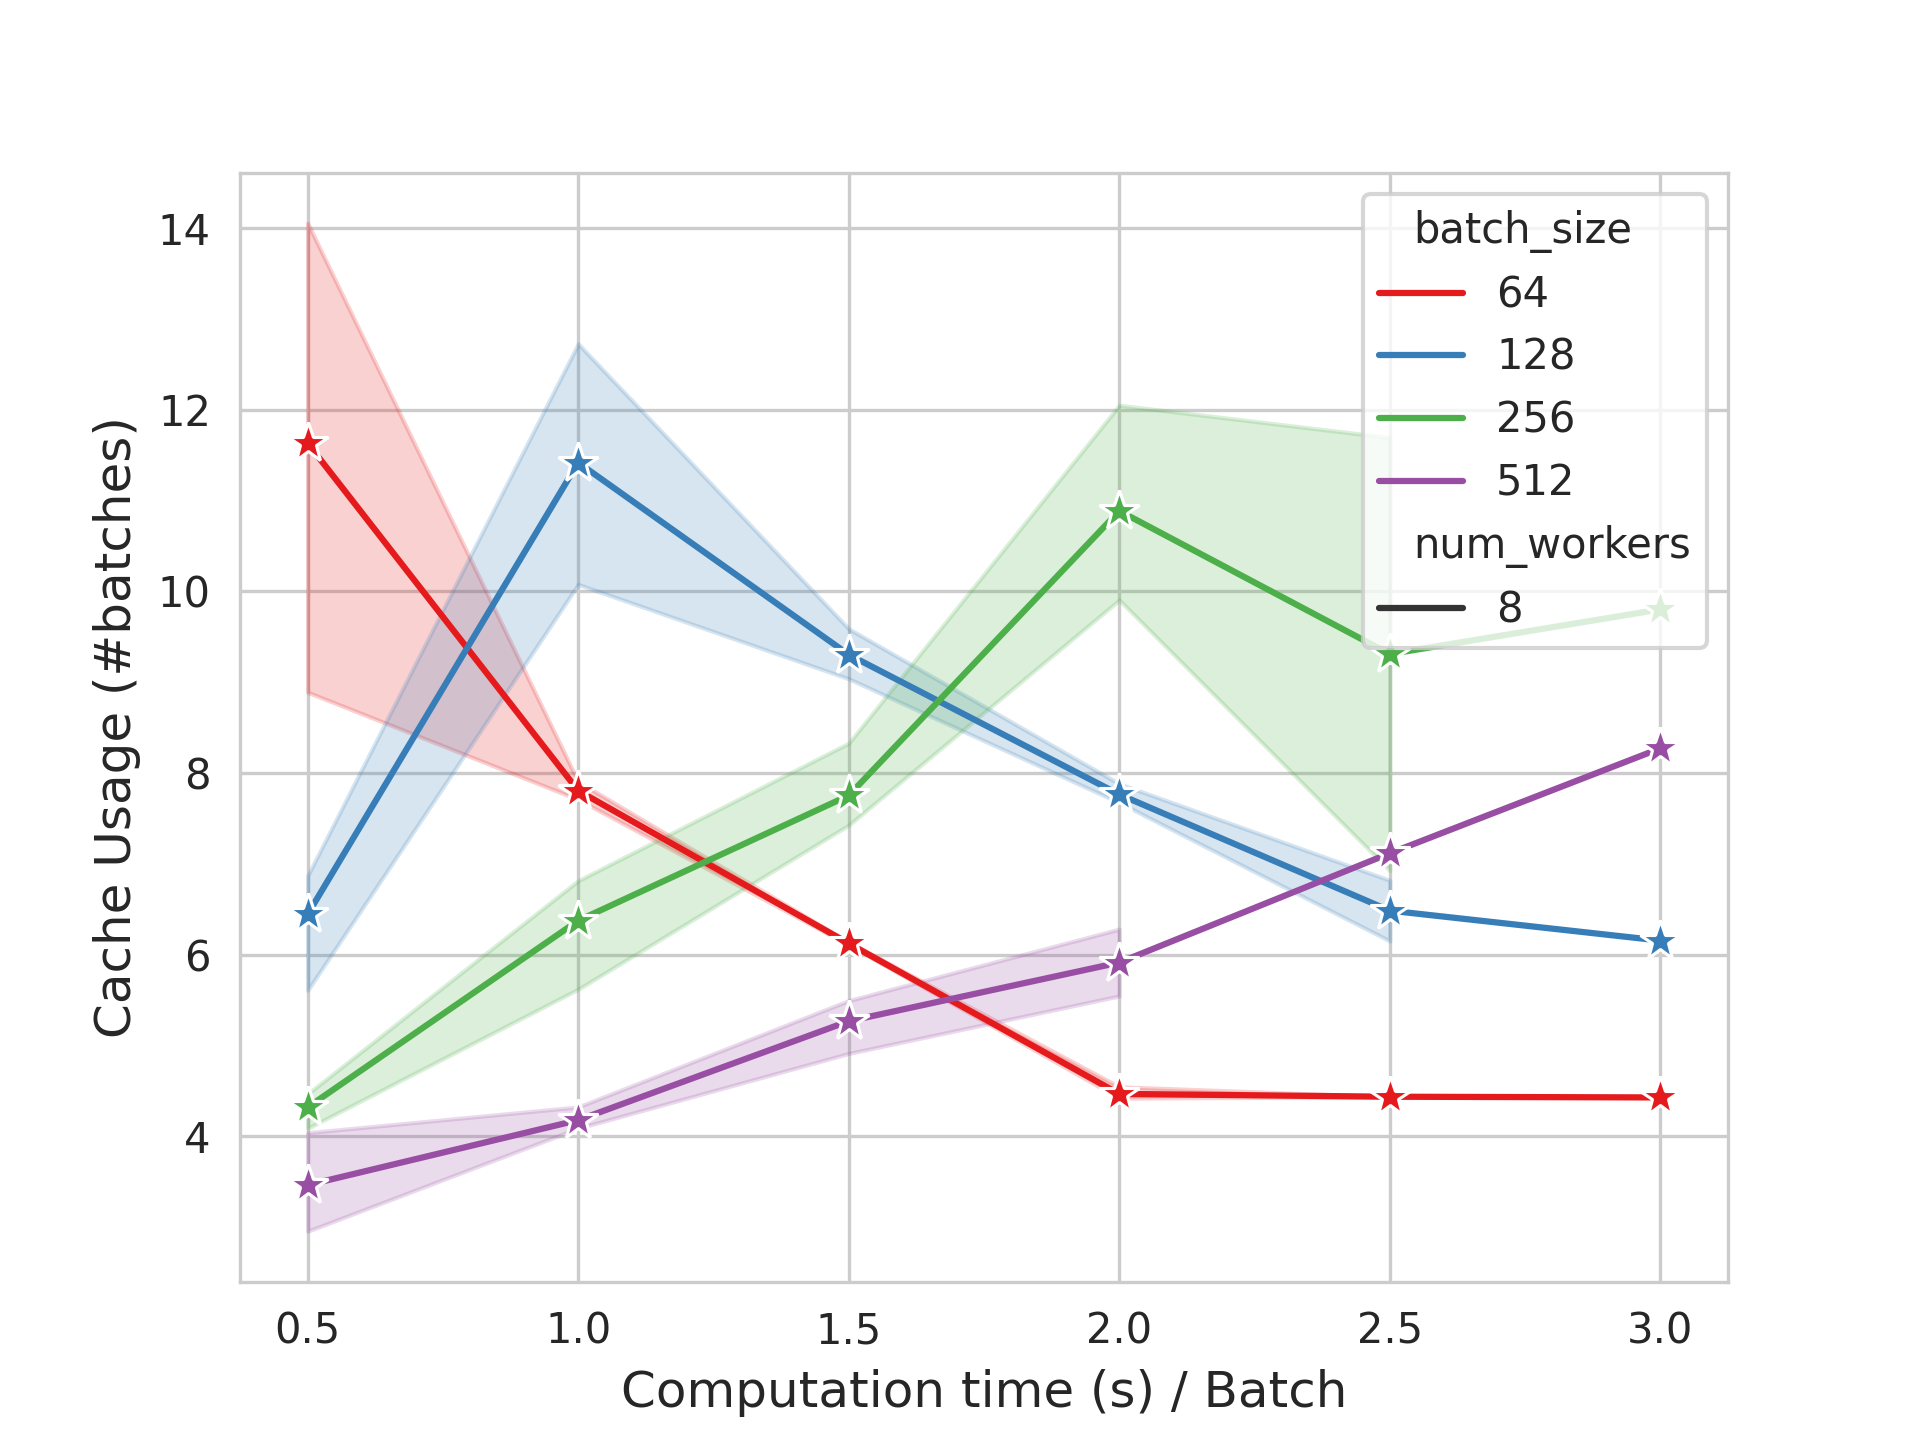 14
12
10
8
6
4
Cache Usage (#batches)
batch_size
64
128
256
512
num_workers
8
0.5 1.0 1.5 2.0 2.5 3.0
Computation time (s) / Batch